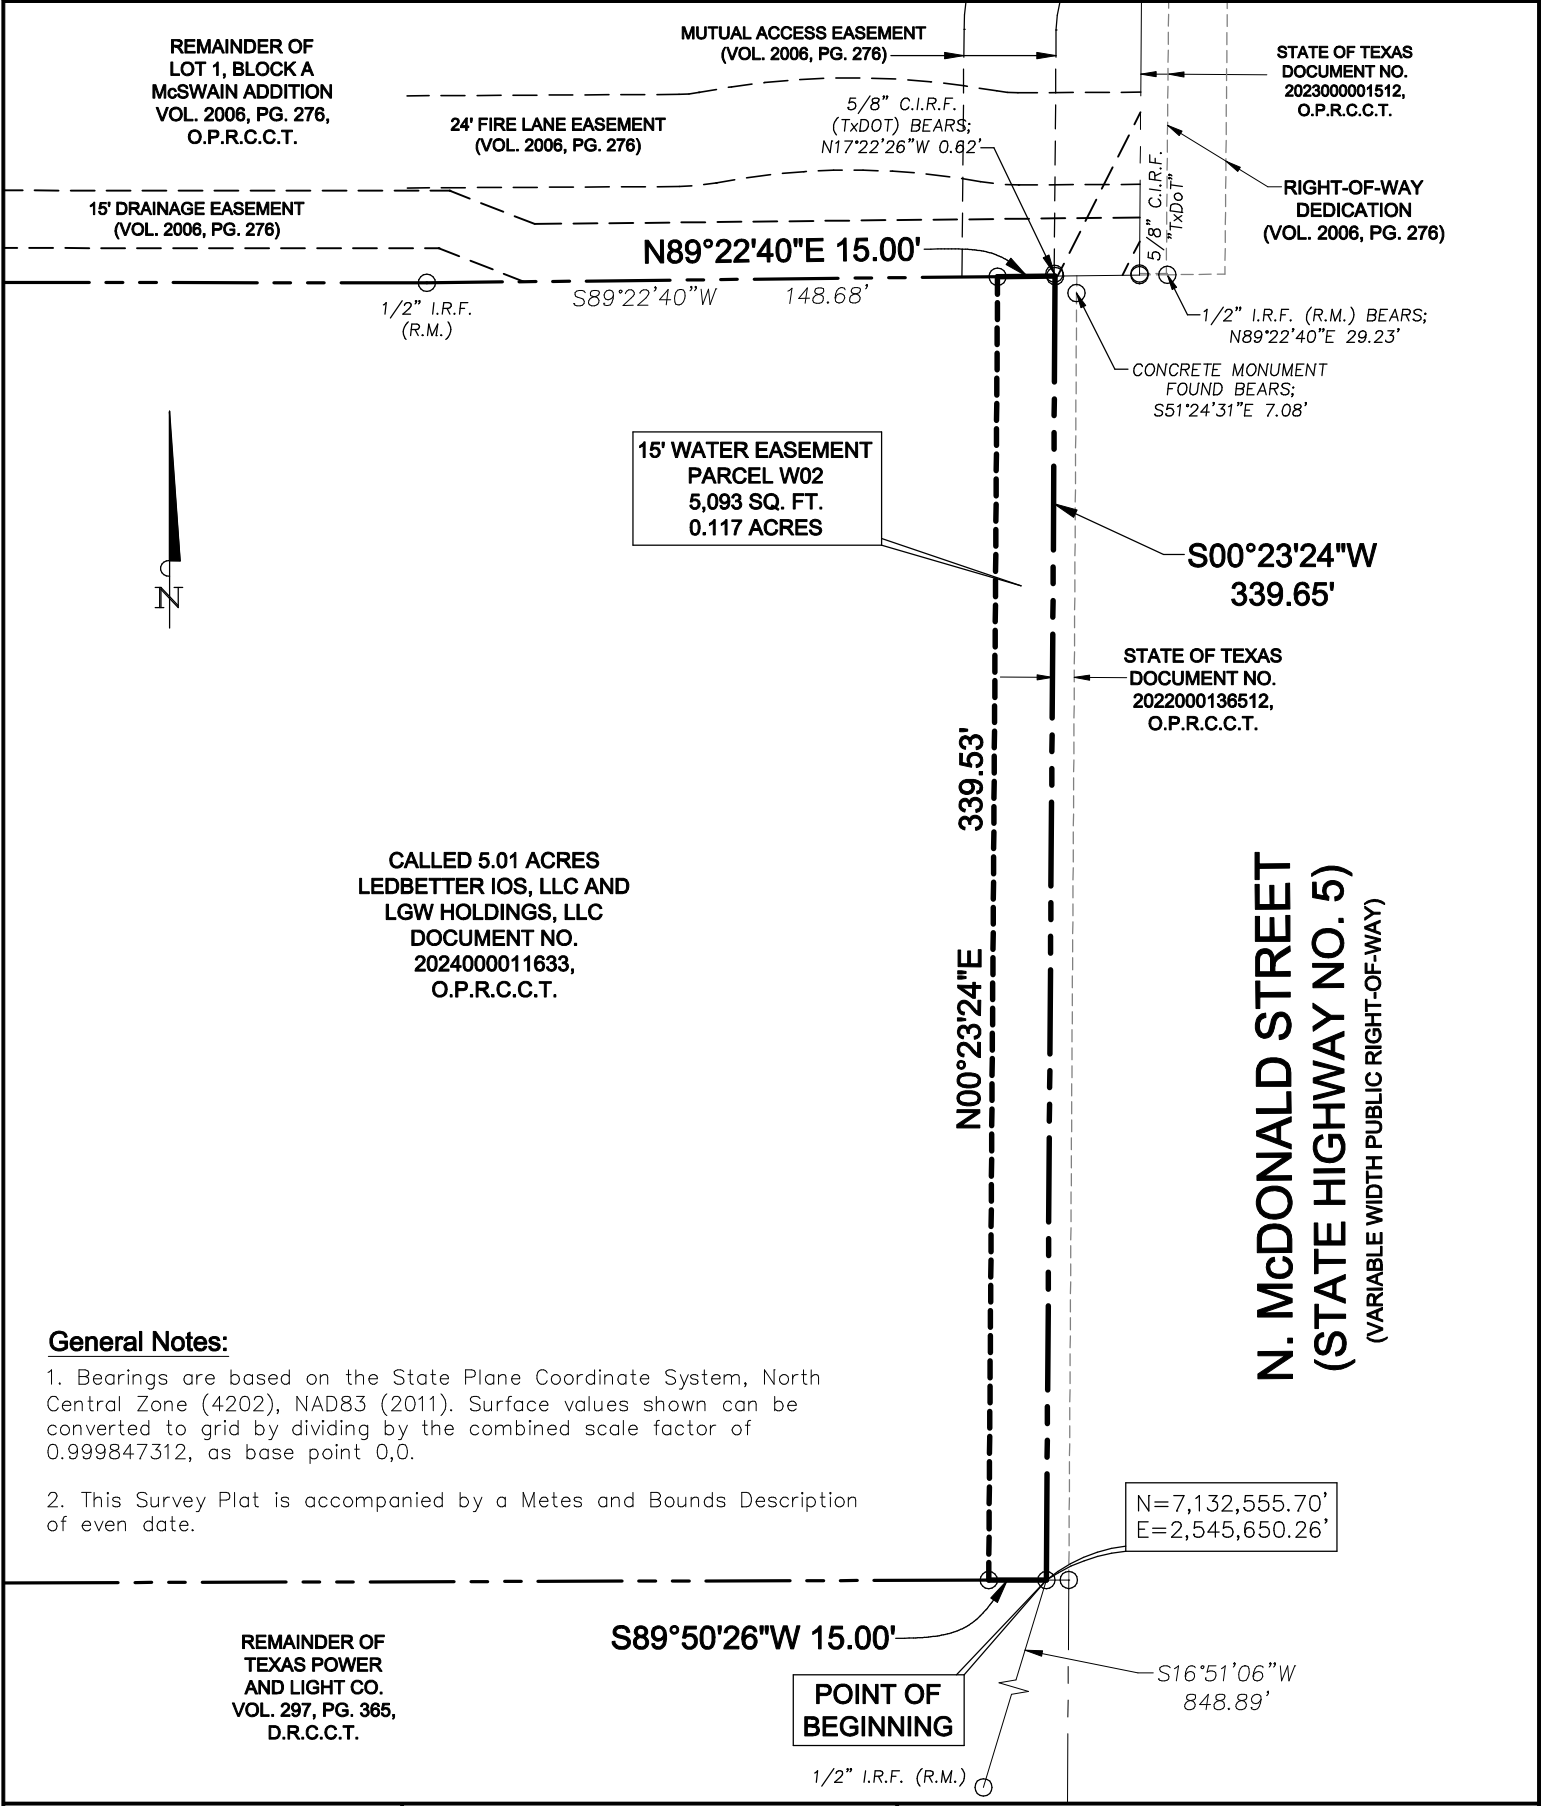 REMAINDER OF
LOT 1, BLOCK A
McSWAIN ADDITION
VOL. 2006, PG. 276,
O.P.R.C.C.T.
MUTUAL ACCESS EASEMENT
(VOL. 2006, PG. 276)
STATE OF TEXAS
DOCUMENT NO.
2023000001512,
O.P.R.C.C.T.
24' FIRE LANE EASEMENT
(VOL. 2006, PG. 276)
5/8" C.I.R.F.
(TxDOT) BEARS;
N17°22'26"W 0.62'
5/8" C.I.R.F.
"TxDoT"
RIGHT-OF-WAY
DEDICATION
(VOL. 2006, PG. 276)
15' DRAINAGE EASEMENT
(VOL. 2006, PG. 276)
N89°22'40"E 15.00'
S89°22'40"W 148.68'
1/2" I.R.F.
(R.M.)
1/2" I.R.F. (R.M.) BEARS;
N89°22'40"E 29.23'
CONCRETE MONUMENT
FOUND BEARS;
S51°24'31"E 7.08'
15' WATER EASEMENT
PARCEL W02
5,093 SQ. FT.
0.117 ACRES
N
S00°23'24"W
339.65'
STATE OF TEXAS
DOCUMENT NO.
2022000136512,
O.P.R.C.C.T.
N00°23'24"E 339.53'
CALLED 5.01 ACRES
LEDBETTER IOS, LLC AND
LGW HOLDINGS, LLC
DOCUMENT NO.
2024000011633,
O.P.R.C.C.T.
N. McDONALD STREET
(STATE HIGHWAY NO. 5)
(VARIABLE WIDTH PUBLIC RIGHT-OF-WAY)
General Notes:
1. Bearings are based on the State Plane Coordinate System, North
Central Zone (4202), NAD83 (2011). Surface values shown can be
converted to grid by dividing by the combined scale factor of
0.999847312, as base point 0,0.
2. This Survey Plat is accompanied by a Metes and Bounds Description
of even date.
N=7,132,555.70'
E=2,545,650.26'
S89°50'26"W 15.00'
REMAINDER OF
TEXAS POWER
AND LIGHT CO.
VOL. 297, PG. 365,
D.R.C.C.T.
POINT OF
BEGINNING
S16°51'06"W
848.89'
1/2" I.R.F. (R.M.)